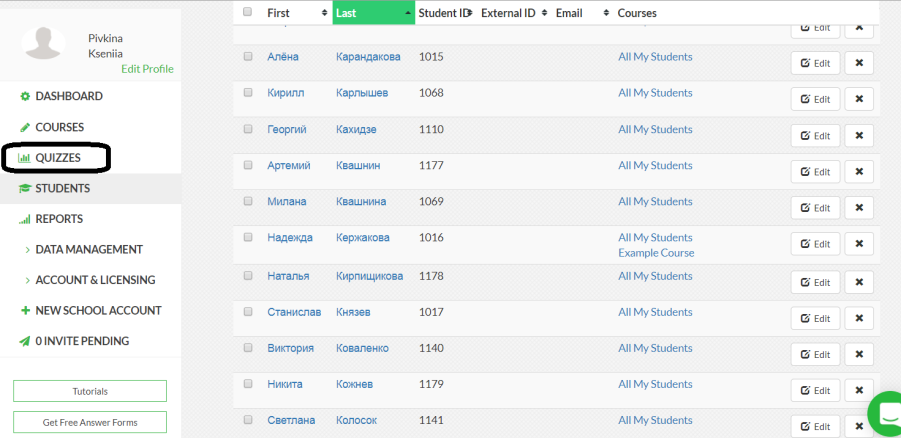 Pivkina
Kseniia
Edit Profile
DASHBOARD
COURSES
QUIZZES
STUDENTS
REPORTS
DATA MANAGEMENT
ACCOUNT & LICENSING
NEW SCHOOL ACCOUNT
0 INVITE PENDING
Tutorials
Get Free Answer Forms
First Last Student ID External ID Email Courses
Edit
Алёна Карандакова 1015 All My Students Edit
Кирилл Карлышев 1068 All My Students Edit
Георгий Кахидзе 1110 All My Students Edit
Артемий Квашнин 1177 All My Students Edit
Милана Квашнина 1069 All My Students Edit
Надежда Кержакова 1016 All My Students Edit
Example Course
Наталья Кирпищикова 1178 All My Students Edit
Станислав Князев 1017 All My Students Edit
Виктория Коваленко 1140 All My Students Edit
Никита Кожнев 1179 All My Students Edit
Светлана Колосок 1141 All My Students Edit